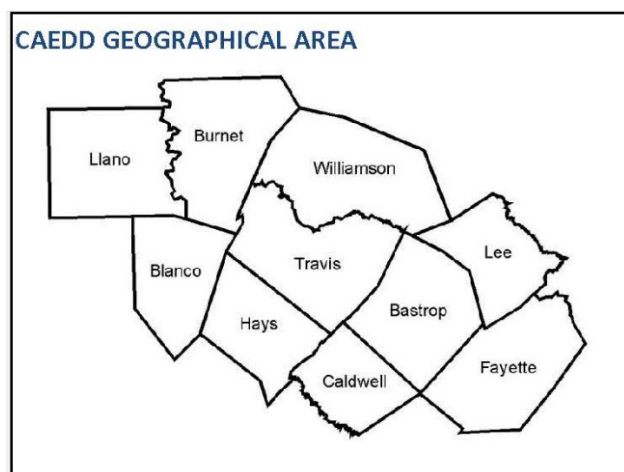 CAEDD GEOGRAPHICAL AREA
Burnet
Llano
Williamson
Lee
Travis
Blanco
Bastrop
Hays
Fayette
Caldwell